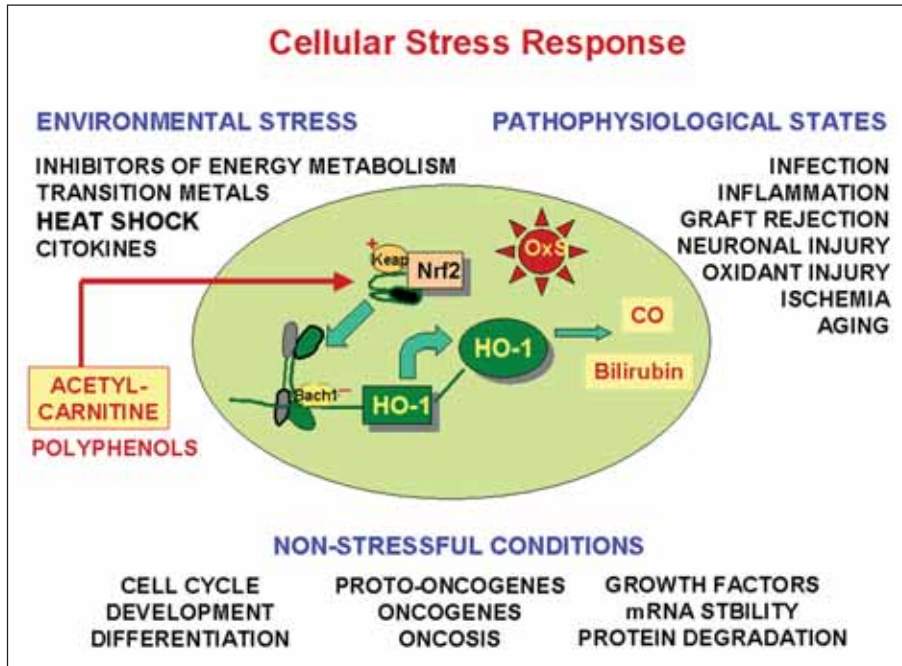 Cellular Stress Response
ENVIRONMENTAL STRESS
INHIBITORS OF ENERGY METABOLISM
TRANSITION METALS
HEAT SHOCK
CITOKINES
PATHOPHYSIOLOGICAL STATES
INFECTION
INFLAMMATION
GRAFT REJECTION
NEURONAL INJURY
OXIDANT INJURY
ISCHEMIA
AGING
+
Keap
Nrf2
OxS
CO
HO-1
Bilirubin
Bach1
HO-1
ACETYL-
CARNITINE
POLYPHENOLS
NON-STRESSFUL CONDITIONS
CELL CYCLE
DEVELOPMENT
DIFFERENTIATION
PROTO-ONCOGENES
ONCOGENES
ONCOSIS
GROWTH FACTORS
mRNA STBILITY
PROTEIN DEGRADATION